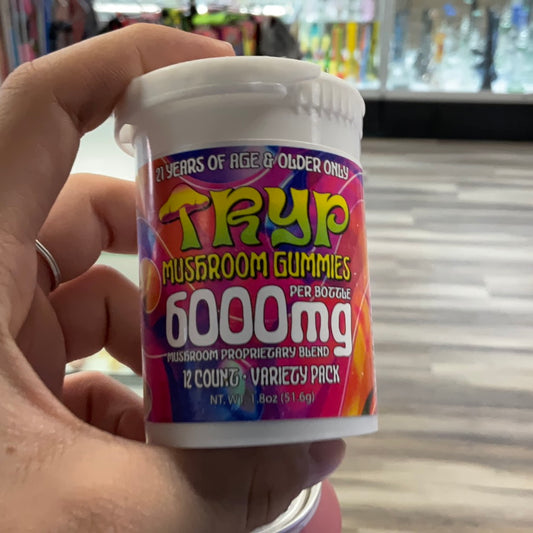 21 YEARS OF AGE & OLDER ONLY
TRYP
MUSHROOM GUMMIES
6000mg
PER BOTTLE
MUSHROOM PROPRIETARY BLEND
12 COUNT • VARIETY PACK
NT. WT. 1.8oz (51.6g)